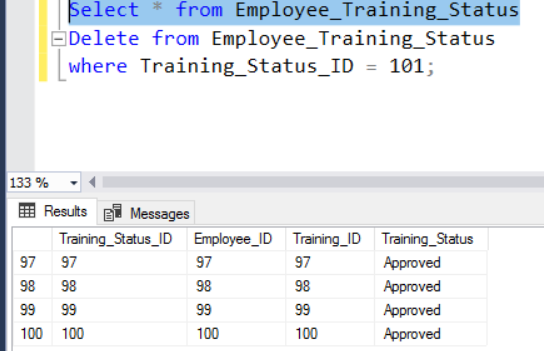 Select * from Employee_Training_Status
Delete from Employee_Training_Status
where Training_Status_ID = 101;
133 %
Results Messages
Training_Status_ID Employee_ID Training_ID Training_Status
97 97 97 97 Approved
98 98 98 98 Approved
99 99 99 99 Approved
100 100 100 100 Approved